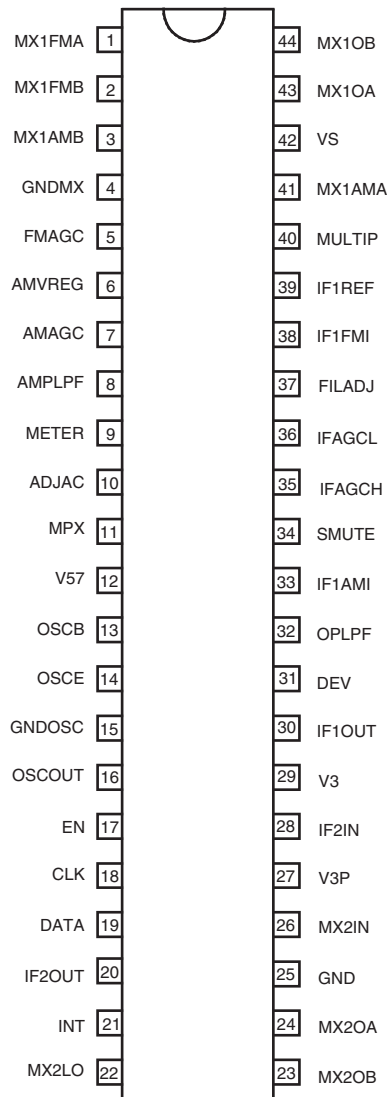 MX1FMA 1 44 MX1OB
MX1FMB 2 43 MX1OA
MX1AMB 3 42 VS
GNDMX 4 41 MX1AMA
FMAGC 5 40 MULTIP
AMVREG 6 39 IF1REF
AMAGC 7 38 IF1FMI
AMPLPF 8 37 FILADJ
METER 9 36 IFAGCL
ADJAC 10 35 IFAGCH
MPX 11 34 SMUTE
V57 12 33 IF1AMI
OSCB 13 32 OPLPF
OSCE 14 31 DEV
GNDOSC 15 30 IF1OUT
OSCOUT 16 29 V3
EN 17 28 IF2IN
CLK 18 27 V3P
DATA 19 26 MX2IN
IF2OUT 20 25 GND
INT 21 24 MX2OA
MX2LO 22 23 MX2OB